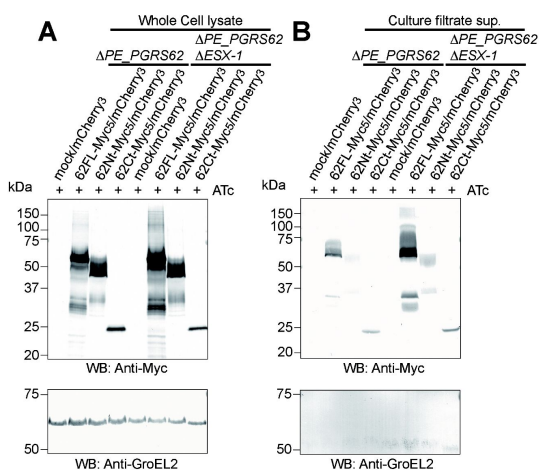 A
Whole Cell lysate
ΔPE_PGRS62
ΔPE_PGRS62
ΔESX-1
mock/mCherry3
62FL-Myc5/mCherry3
62Nt-Myc5/mCherry3
62Ct-Myc5/mCherry3
mock/mCherry3
62FL-Myc5/mCherry3
62Nt-Myc5/mCherry3
62Ct-Myc5/mCherry3
kDa
+ + + + + + + + ATc
150
100
75
50
37
25
20
WB: Anti-Myc
75
50
WB: Anti-GroEL2
B
Culture filtrate sup.
ΔPE_PGRS62
ΔPE_PGRS62
ΔESX-1
mock/mCherry3
62FL-Myc5/mCherry3
62Nt-Myc5/mCherry3
62Ct-Myc5/mCherry3
mock/mCherry3
62FL-Myc5/mCherry3
62Nt-Myc5/mCherry3
62Ct-Myc5/mCherry3
kDa
+ + + + + + + + ATc
150
100
75
50
37
25
20
WB: Anti-Myc
75
50
WB: Anti-GroEL2